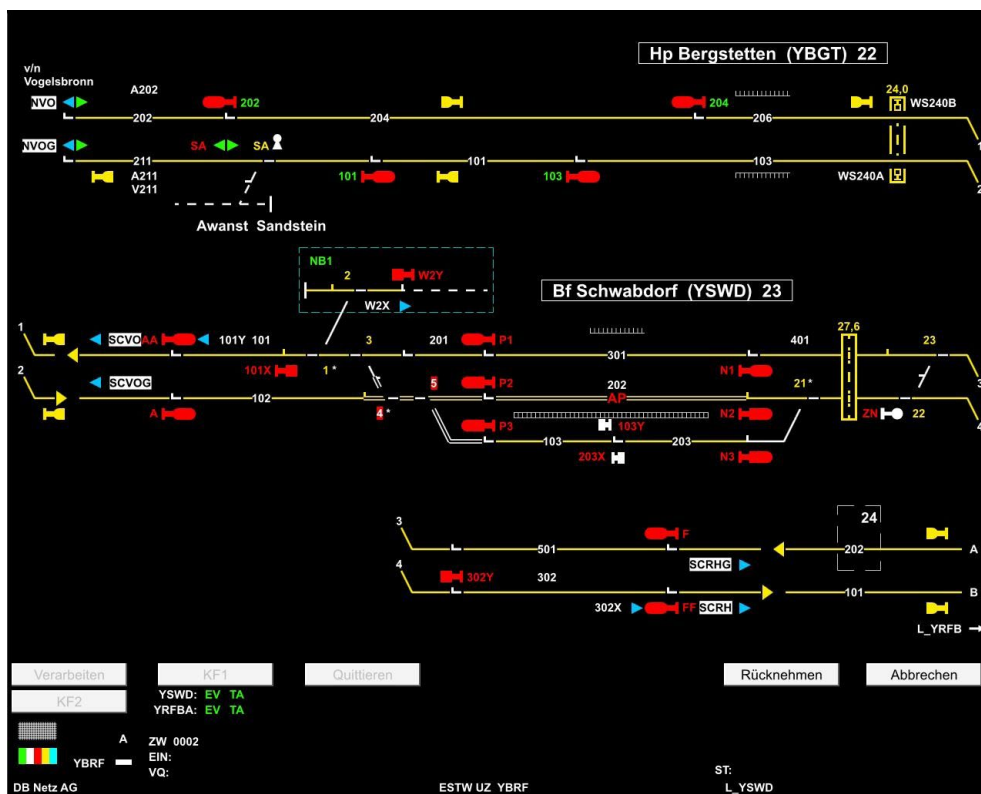 Hp Bergstetten (YBGT) 22
v/n
Vogelsbronn
A202
24,0
NVO
202
204
WS240B
202
204
206
1
NVOG
SA
SA
211
101
103
A211
V211
101
103
WS240A
2
Awanst Sandstein
NB1
2
W2Y
W2X
Bf Schwabdorf (YSWD) 23
1
27,6
SCVO
AA
101Y
101
3
201
P1
401
23
301
2
101X
1*
N1
3
SCVOG
5
P2
202
21*
102
AP
A
4*
N2
ZN
22
4
P3
103Y
103
203
203X
N3
3
F
24
501
202
A
4
SCRHG
302Y
302
101
B
302X
FF
SCRH
L_YRFB →
Verarbeiten
KF1
Quittieren
Rücknehmen
Abbrechen
KF2
YSWD: EV TA
YRFBA: EV TA
A
ZW 0002
YBRF
EIN:
VQ:
ST:
DB Netz AG
ESTW UZ YBRF
L_YSWD